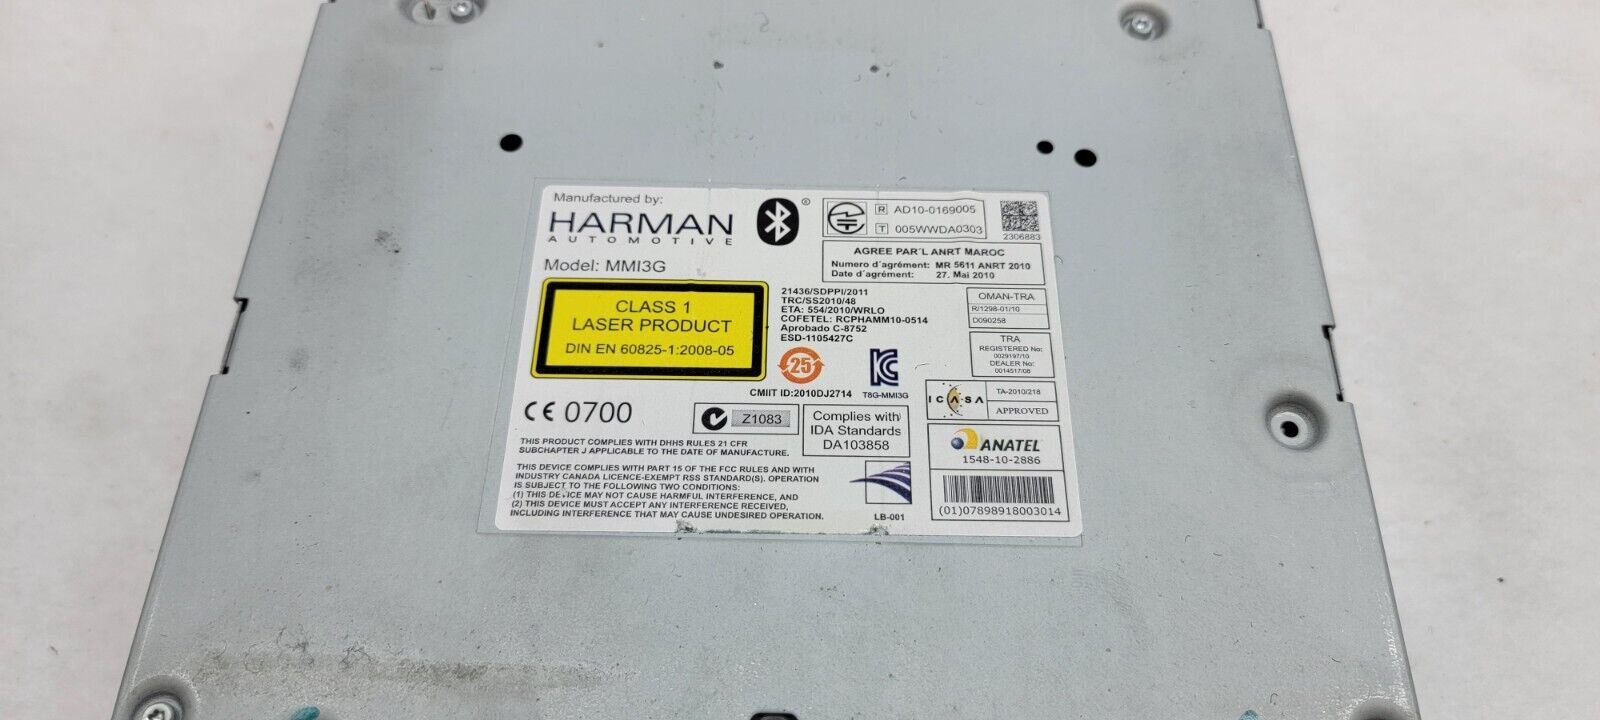 Manufactured by:
HARMAN
AUTOMOTIVE
®
Model: MMI3G
R AD10-0169005
T 005WWDA0303
2306883
AGREE PAR´L ANRT MAROC
Numero d´agrément: MR 5611 ANRT 2010
Date d´agrément: 27. Mai 2010
CLASS 1
LASER PRODUCT
DIN EN 60825-1:2008-05
21436/SDPPI/2011
TRC/SS2010/48
ETA: 554/2010/WRLO
COFETEL: RCPHAMM10-0514
Aprobado C-8752
ESD-1105427C
OMAN-TRA
R/1298-01/10
D090258
TRA
REGISTERED No:
0029197/10
DEALER No:
0014517/08
25
CMIIT ID:2010DJ2714
T8G-MMI3G
ICASA
TA-2010/218
APPROVED
CE 0700
Z1083
Complies with
IDA Standards
DA103858
ANATEL
1548-10-2886
(01)07898918003014
THIS PRODUCT COMPLIES WITH DHHS RULES 21 CFR
SUBCHAPTER J APPLICABLE TO THE DATE OF MANUFACTURE.
THIS DEVICE COMPLIES WITH PART 15 OF THE FCC RULES AND WITH
INDUSTRY CANADA LICENCE-EXEMPT RSS STANDARD(S). OPERATION
IS SUBJECT TO THE FOLLOWING TWO CONDITIONS:
(1) THIS DEVICE MAY NOT CAUSE HARMFUL INTERFERENCE, AND
(2) THIS DEVICE MUST ACCEPT ANY INTERFERENCE RECEIVED,
INCLUDING INTERFERENCE THAT MAY CAUSE UNDESIRED OPERATION.
LB-001